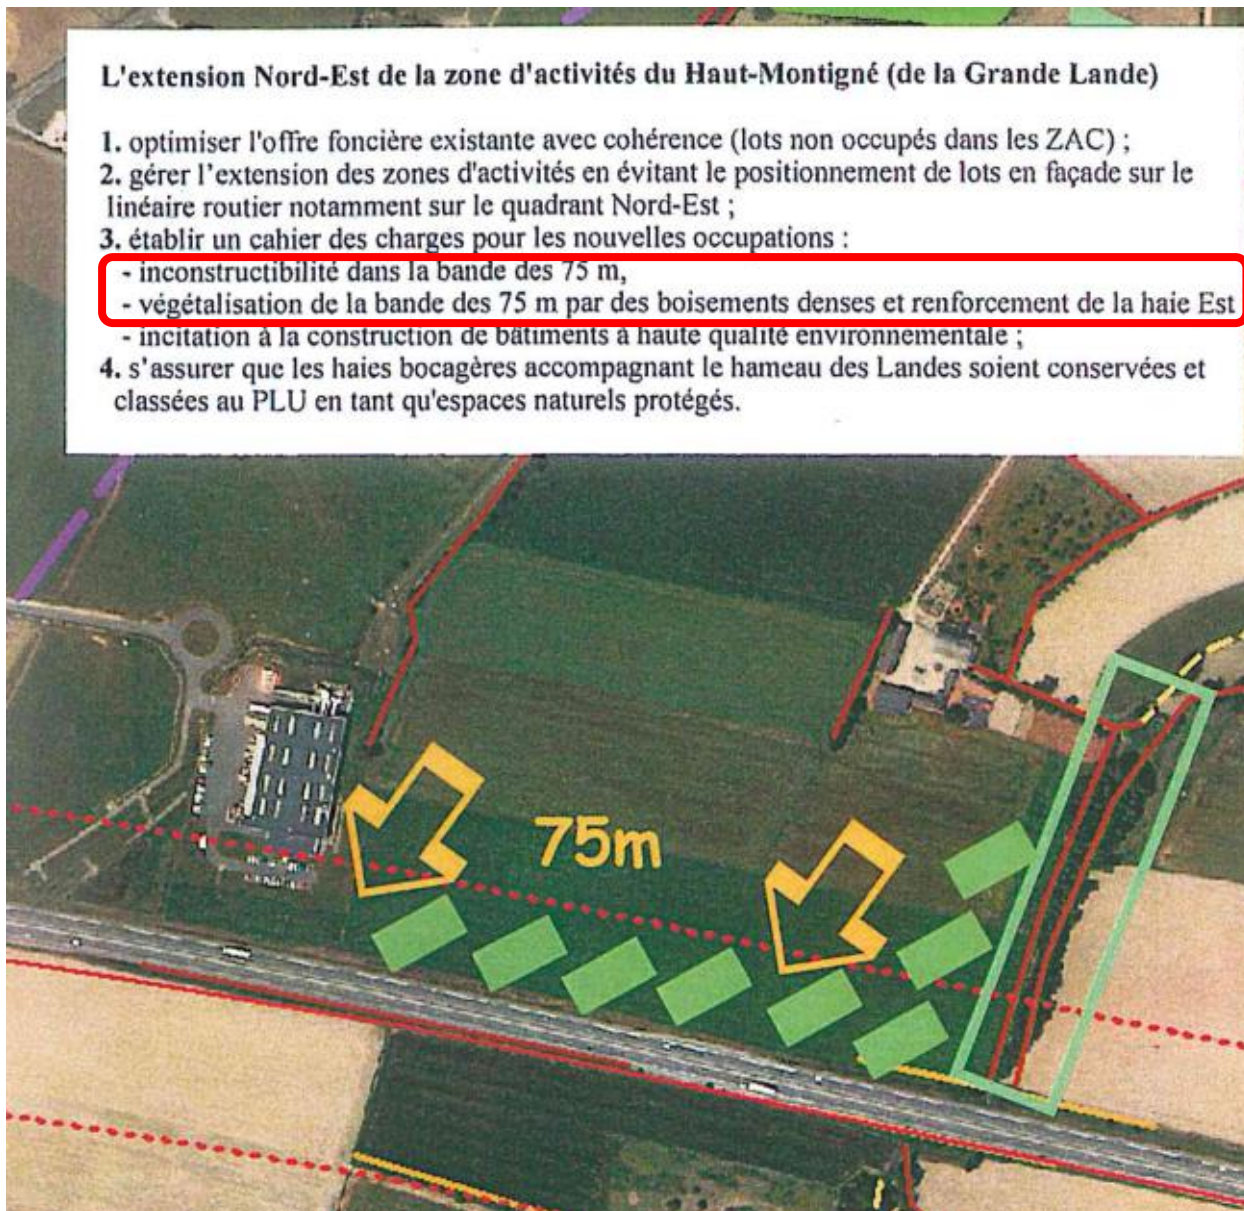 L'extension Nord-Est de la zone d'activités du Haut-Montigné (de la Grande Lande)
1. optimiser l'offre foncière existante avec cohérence (lots non occupés dans les ZAC) ;
2. gérer l'extension des zones d'activités en évitant le positionnement de lots en façade sur le
linéaire routier notamment sur le quadrant Nord-Est ;
3. établir un cahier des charges pour les nouvelles occupations :
- inconstructibilité dans la bande des 75 m,
- végétalisation de la bande des 75 m par des boisements denses et renforcement de la haie Est
- incitation à la construction de bâtiments à haute qualité environnementale ;
4. s'assurer que les haies bocagères accompagnant le hameau des Landes soient conservées et
classées au PLU en tant qu'espaces naturels protégés.
75m